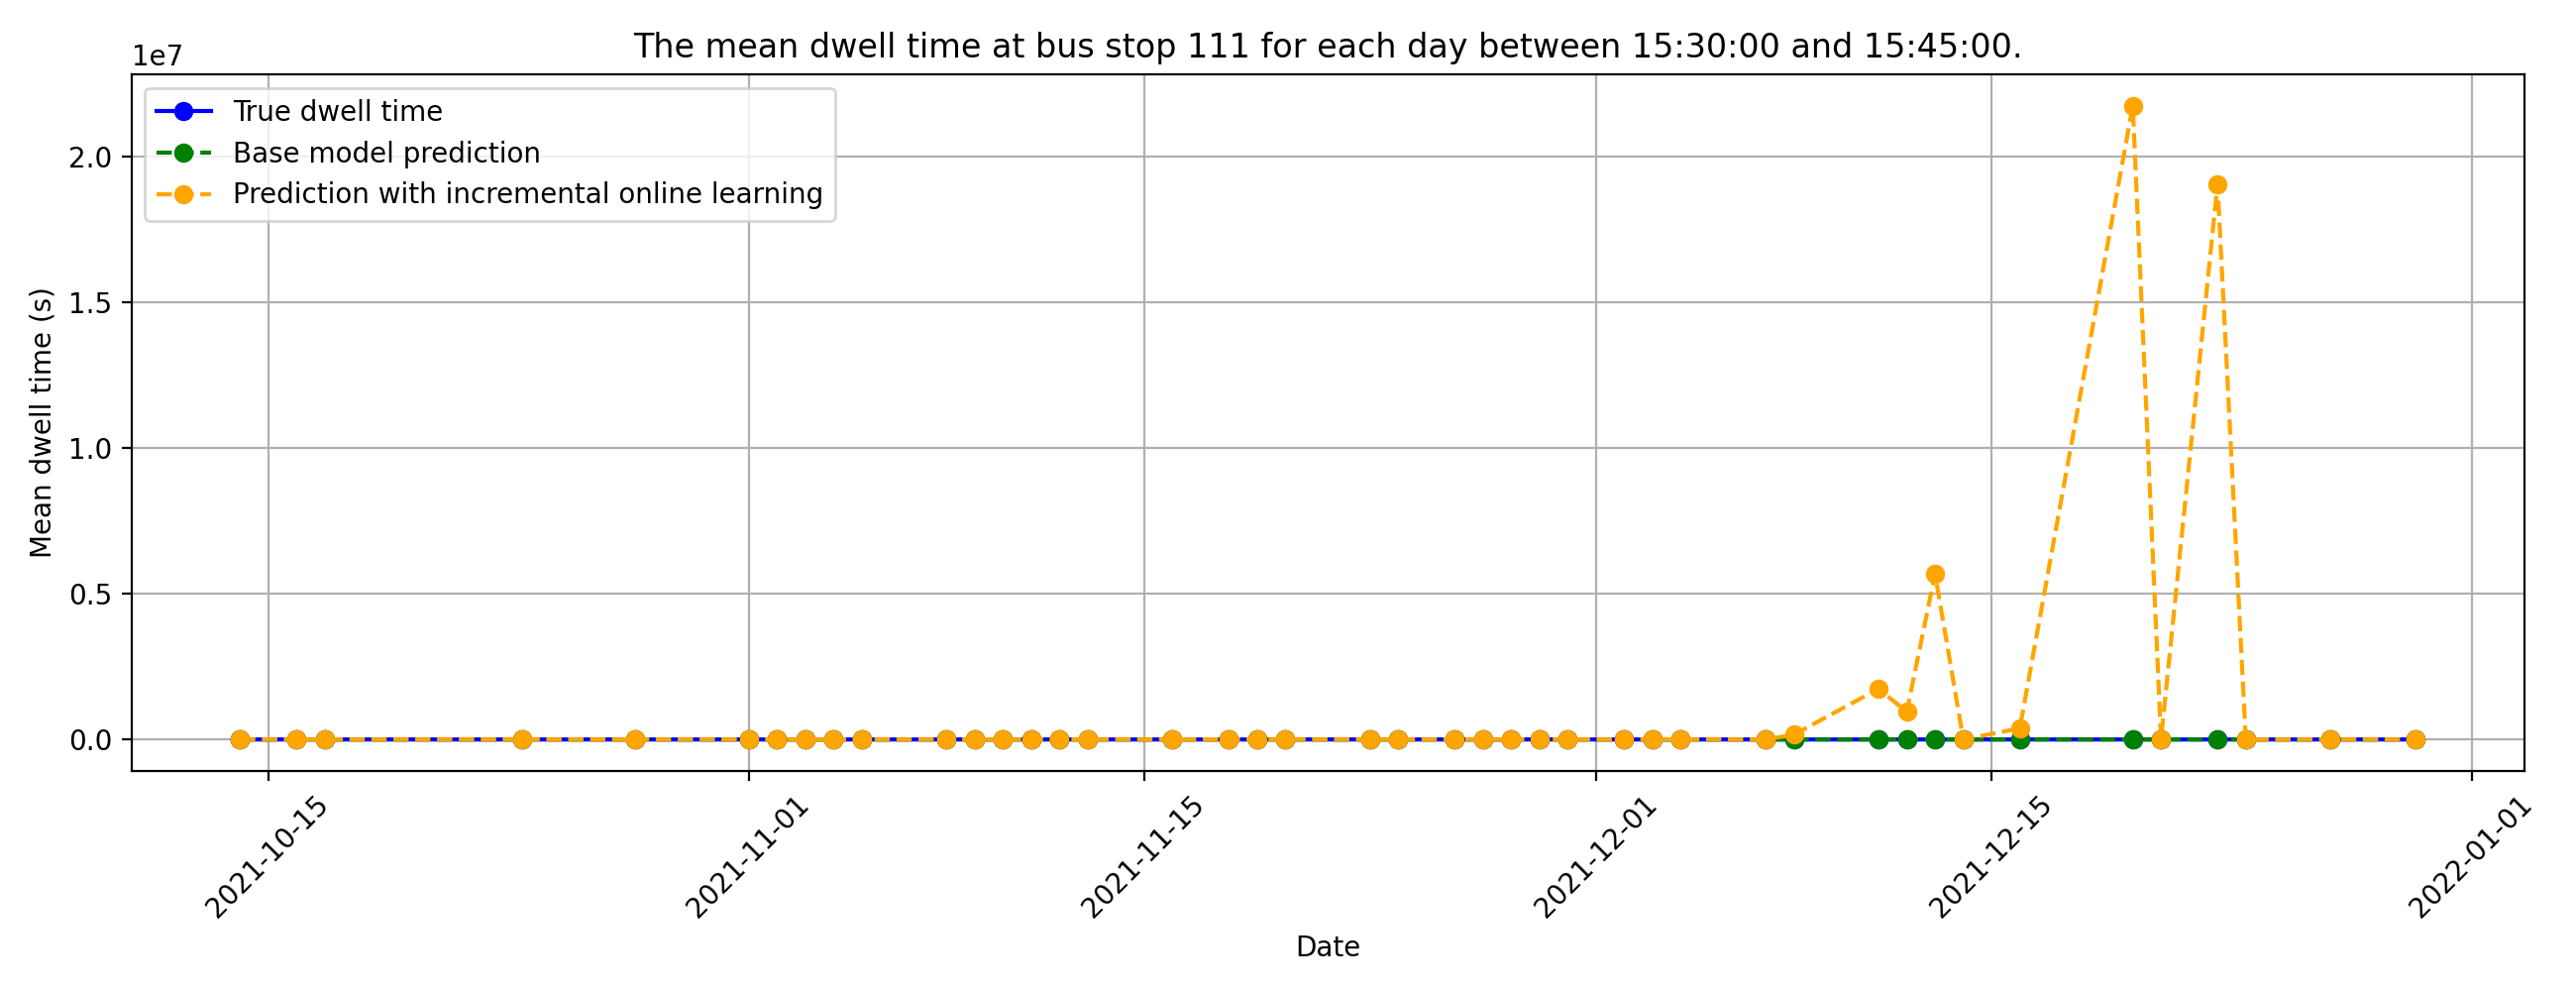 The mean dwell time at bus stop 111 for each day between 15:30:00 and 15:45:00.
1e7
True dwell time
Base model prediction
Prediction with incremental online learning
2.0
1.5
1.0
0.5
0.0
Mean dwell time (s)
2021-10-15
2021-11-01
2021-11-15
2021-12-01
2021-12-15
2022-01-01
Date